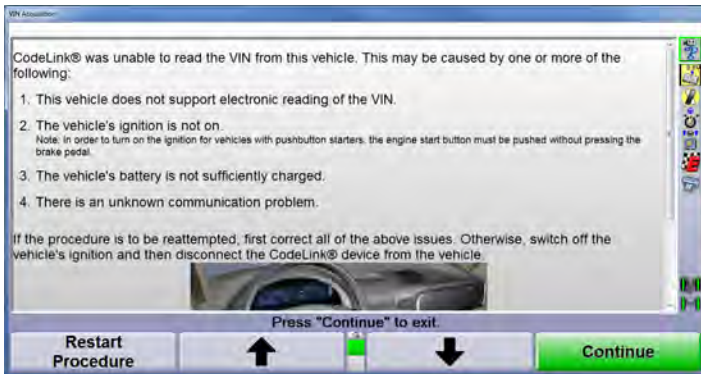 VIN Acquisition
CodeLink® was unable to read the VIN from this vehicle. This may be caused by one or more of the
following:
1. This vehicle does not support electronic reading of the VIN.
2. The vehicle's ignition is not on.
Note: In order to turn on the ignition for vehicles with pushbutton starters, the engine start button must be pushed without pressing the
brake pedal.
3. The vehicle's battery is not sufficiently charged.
4. There is an unknown communication problem.
If the procedure is to be reattempted, first correct all of the above issues. Otherwise, switch off the
vehicle's ignition and then disconnect the CodeLink® device from the vehicle.
Press "Continue" to exit.
Restart
Procedure
Continue